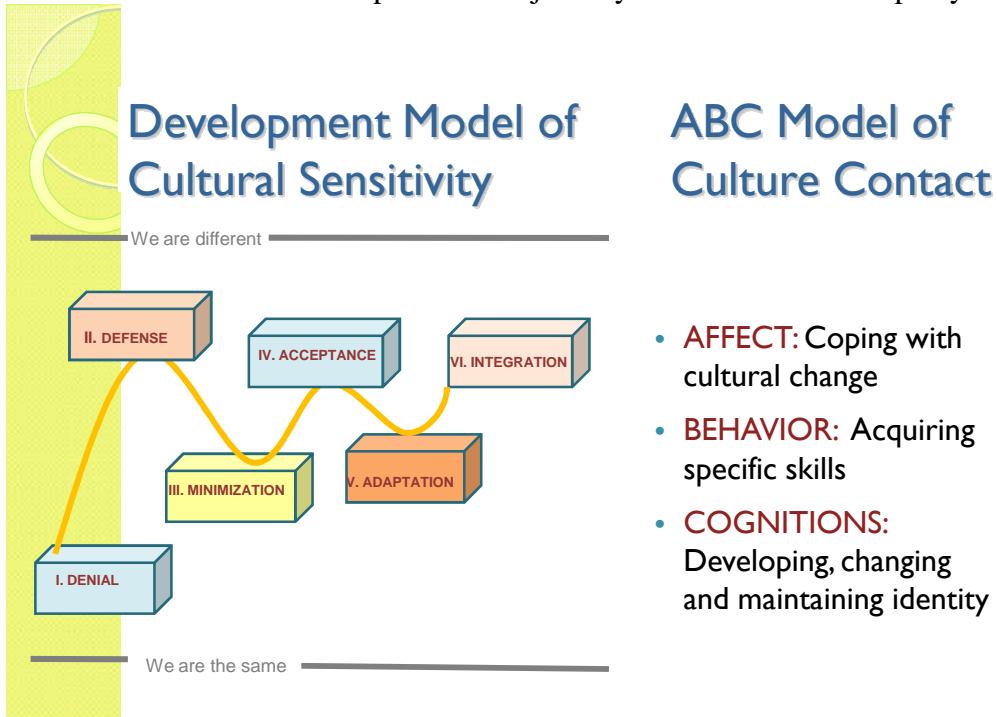 Development Model of
Cultural Sensitivity
We are different
II. DEFENSE
IV. ACCEPTANCE
VI. INTEGRATION
III. MINIMIZATION
V. ADAPTATION
I. DENIAL
We are the same
ABC Model of
Culture Contact
• AFFECT: Coping with
cultural change
• BEHAVIOR: Acquiring
specific skills
• COGNITIONS:
Developing, changing
and maintaining identity